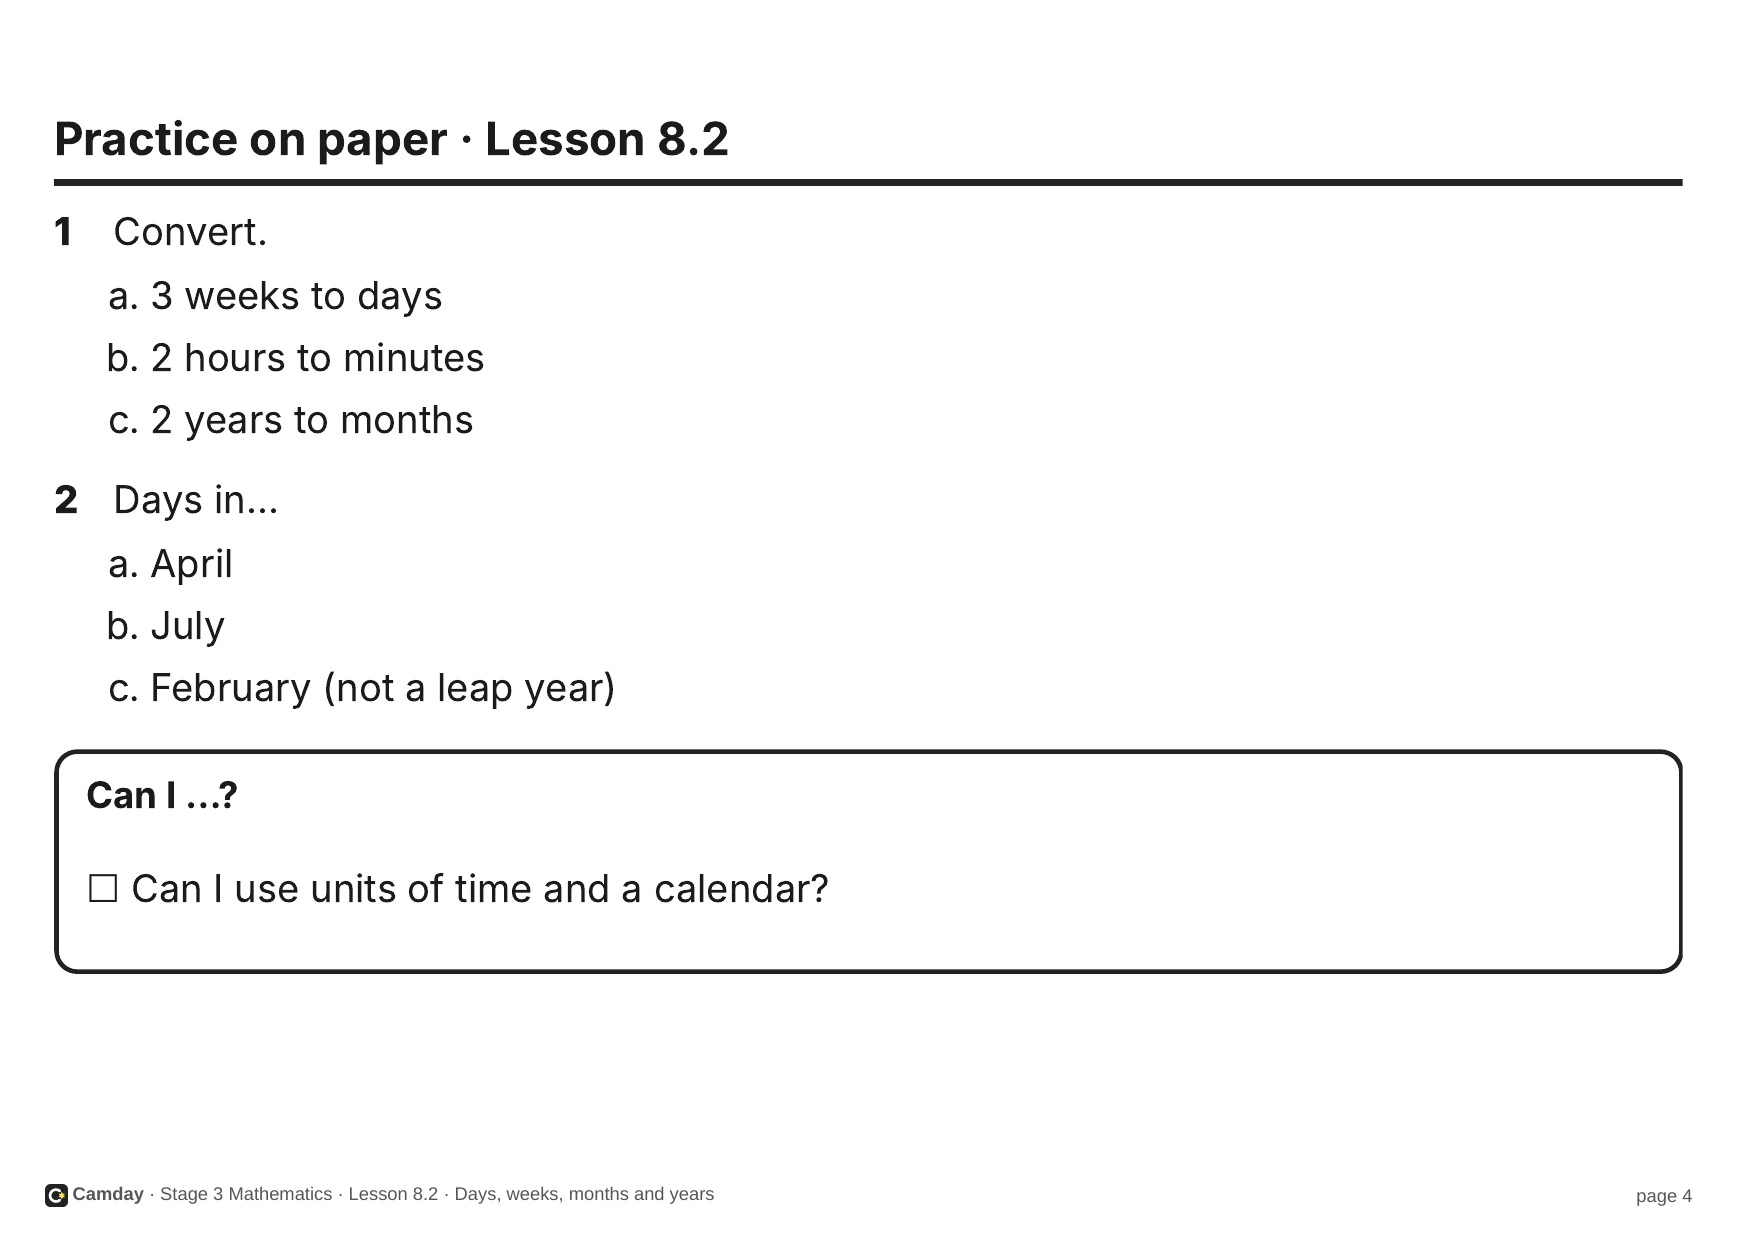 Practice on paper · Lesson 8.2
1 Convert.
a. 3 weeks to days
b. 2 hours to minutes
c. 2 years to months
2 Days in...
a. April
b. July
c. February (not a leap year)
Can I ...?
☐ Can I use units of time and a calendar?
Camday · Stage 3 Mathematics · Lesson 8.2 · Days, weeks, months and years
page 4